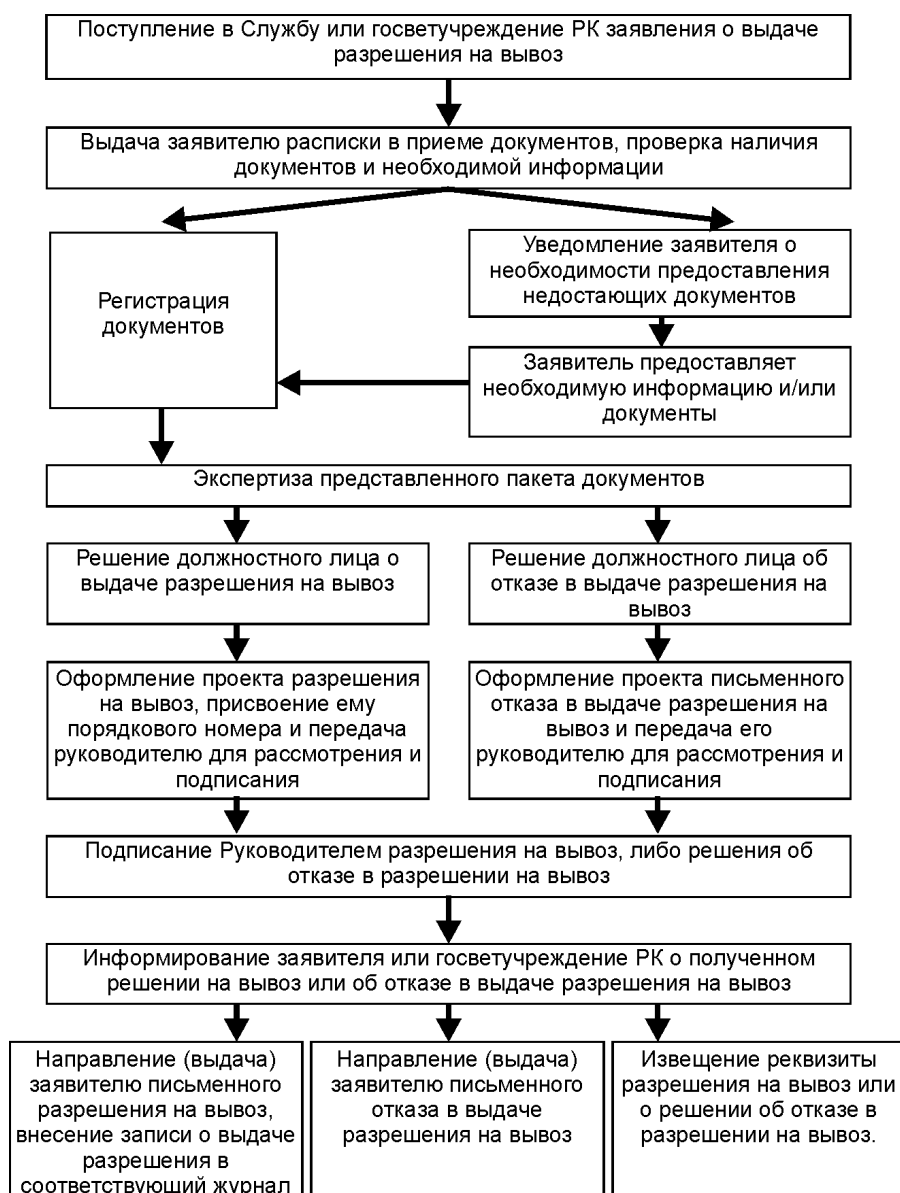 Поступление в Службу или госветучреждение РК заявления о выдаче
разрешения на вывоз
Выдача заявителю расписки в приеме документов, проверка наличия
документов и необходимой информации
Регистрация
документов
Уведомление заявителя о
необходимости предоставления
недостающих документов
Заявитель предоставляет
необходимую информацию и/или
документы
Экспертиза представленного пакета документов
Решение должностного лица о
выдаче разрешения на вывоз
Решение должностного лица об
отказе в выдаче разрешения на
вывоз
Оформление проекта разрешения
на вывоз, присвоение ему
порядкового номера и передача
руководителю для рассмотрения и
подписания
Оформление проекта письменного
отказа в выдаче разрешения на
вывоз и передача его
руководителю для рассмотрения и
подписания
Подписание Руководителем разрешения на вывоз, либо решения об
отказе в разрешении на вывоз
Информирование заявителя или госветучреждение РК о полученном
решении на вывоз или об отказе в выдаче разрешения на вывоз
Направление (выдача)
заявителю письменного
разрешения на вывоз,
внесение записи о выдаче
разрешения в
соответствующий журнал
Направление (выдача)
заявителю письменного
отказа в выдаче
разрешения на вывоз
Извещение реквизиты
разрешения на вывоз или
о решении об отказе в
разрешении на вывоз.